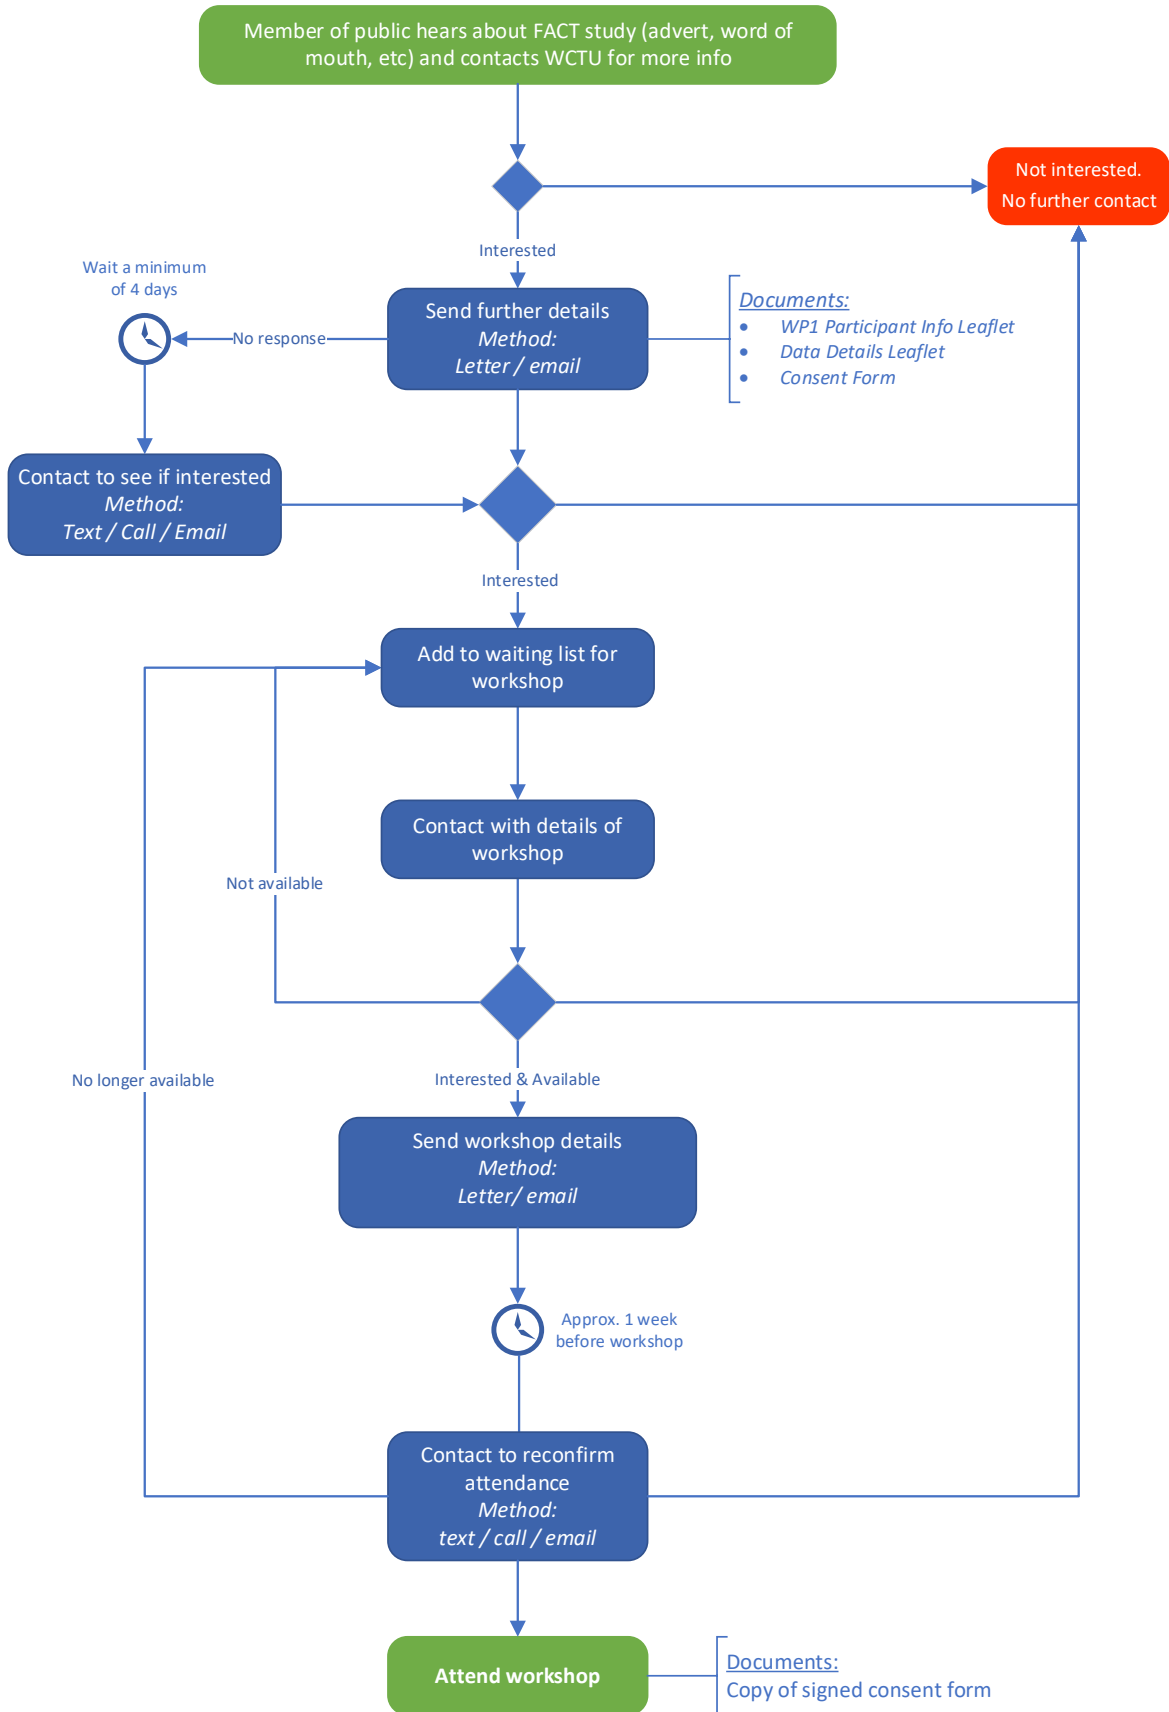 Member of public hears about FACT study (advert, word of
mouth, etc) and contacts WCTU for more info
Not interested.
No further contact
Interested
Wait a minimum
of 4 days
Send further details
Method:
Letter / email
Documents:
• WP1 Participant Info Leaflet
• Data Details Leaflet
• Consent Form
No response
Contact to see if interested
Method:
Text / Call / Email
Interested
Add to waiting list for
workshop
Contact with details of
workshop
Not available
No longer available
Interested & Available
Send workshop details
Method:
Letter/ email
Approx. 1 week
before workshop
Contact to reconfirm
attendance
Method:
text / call / email
Attend workshop
Documents:
Copy of signed consent form